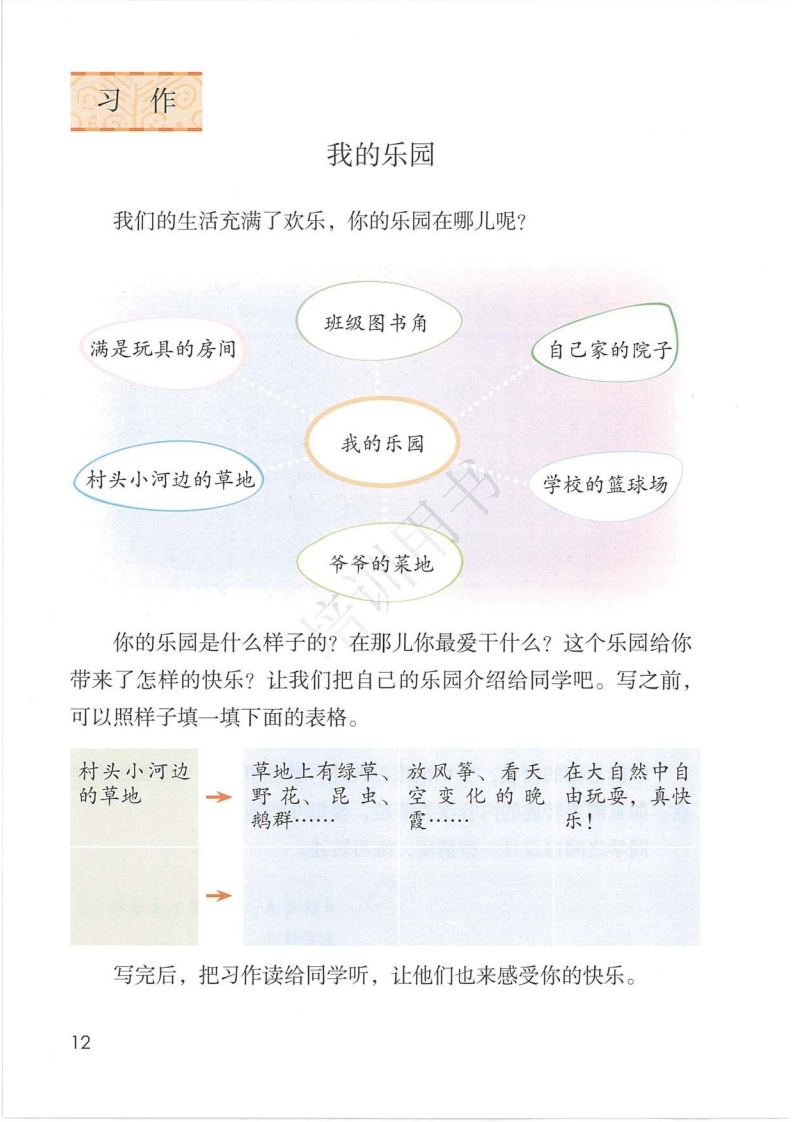 习 作
我的乐园
我们的生活充满了欢乐，你的乐园在哪儿呢？
班级图书角
满是玩具的房间
自己家的院子
我的乐园
村头小河边的草地
学校的篮球场
爷爷的菜地
培训用书
你的乐园是什么样子的？在那儿你最爱干什么？这个乐园给你
带来了怎样的快乐？让我们把自己的乐园介绍给同学吧。写之前，
可以照样子填一填下面的表格。
村头小河边
的草地
草地上有绿草、
野花、昆虫、
鹅群……
放风筝、看天
空变化的晚
霞……
在大自然中自
由玩耍，真快
乐！
写完后，把习作读给同学听，让他们也来感受你的快乐。
12